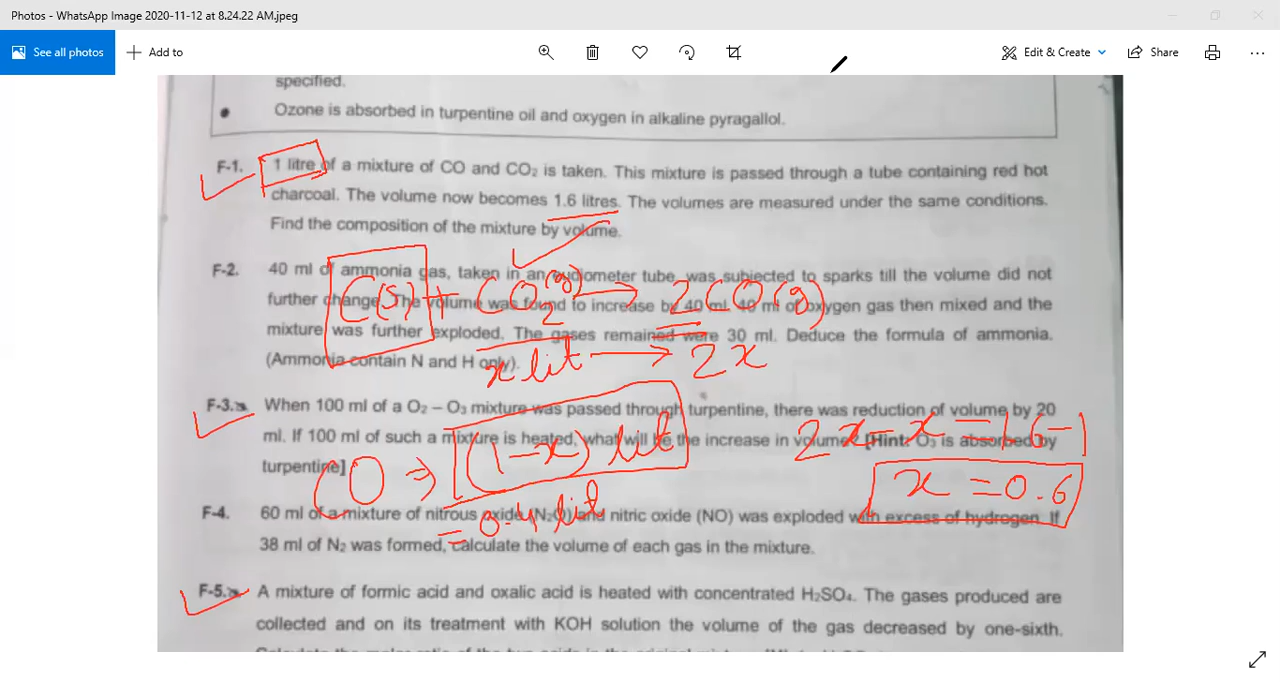 Photos - WhatsApp Image 2020-11-12 at 8.24.22 AM.jpeg
See all photos
Add to
Edit & Create
Share
specified.
Ozone is absorbed in turpentine oil and oxygen in alkaline pyragallol.
F-1. 1 litre of a mixture of CO and CO₂ is taken. This mixture is passed through a tube containing red hot
charcoal. The volume now becomes 1.6 litres. The volumes are measured under the same conditions.
Find the composition of the mixture by volume.
F-2. 40 ml of ammonia gas, taken in an eudiometer tube, was subjected to sparks till the volume did not
further change. The volume was found to increase by 40 ml. 40 ml of oxygen gas then mixed and the
mixture was further exploded. The gases remained were 30 ml. Deduce the formula of ammonia.
(Ammonia contain N and H only).
C(s) + CO₂(g) → 2CO(g)
x lit → 2x
F-3. When 100 ml of a O₂ – O₃ mixture was passed through turpentine, there was reduction of volume by 20
ml. If 100 ml of such a mixture is heated, what will be the increase in volume? [Hint: O₃ is absorbed by
turpentine]
2x - x = 1.6 - 1
x = 0.6
CO ⇒ (1-x) lit
= 0.4 lit
F-4. 60 ml of a mixture of nitrous oxide (N₂O) and nitric oxide (NO) was exploded with excess of hydrogen. If
38 ml of N₂ was formed, calculate the volume of each gas in the mixture.
F-5. A mixture of formic acid and oxalic acid is heated with concentrated H₂SO₄. The gases produced are
collected and on its treatment with KOH solution the volume of the gas decreased by one-sixth.